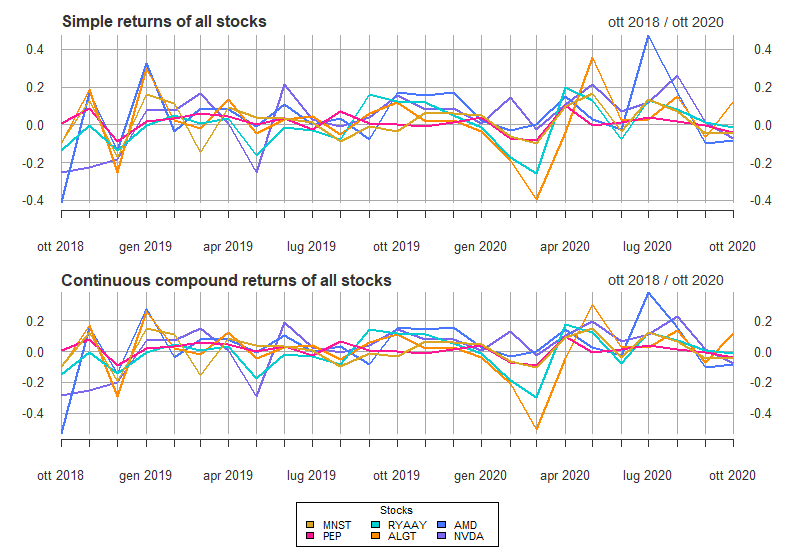 Simple returns of all stocks ott 2018 / ott 2020
0.4 0.4
0.2 0.2
0.0 0.0
-0.2 -0.2
-0.4 -0.4
ott 2018 gen 2019 apr 2019 lug 2019 ott 2019 gen 2020 apr 2020 lug 2020 ott 2020
Continuous compound returns of all stocks ott 2018 / ott 2020
0.2 0.2
0.0 0.0
-0.2 -0.2
-0.4 -0.4
ott 2018 gen 2019 apr 2019 lug 2019 ott 2019 gen 2020 apr 2020 lug 2020 ott 2020
Stocks
MNST RYAAY AMD
PEP ALGT NVDA